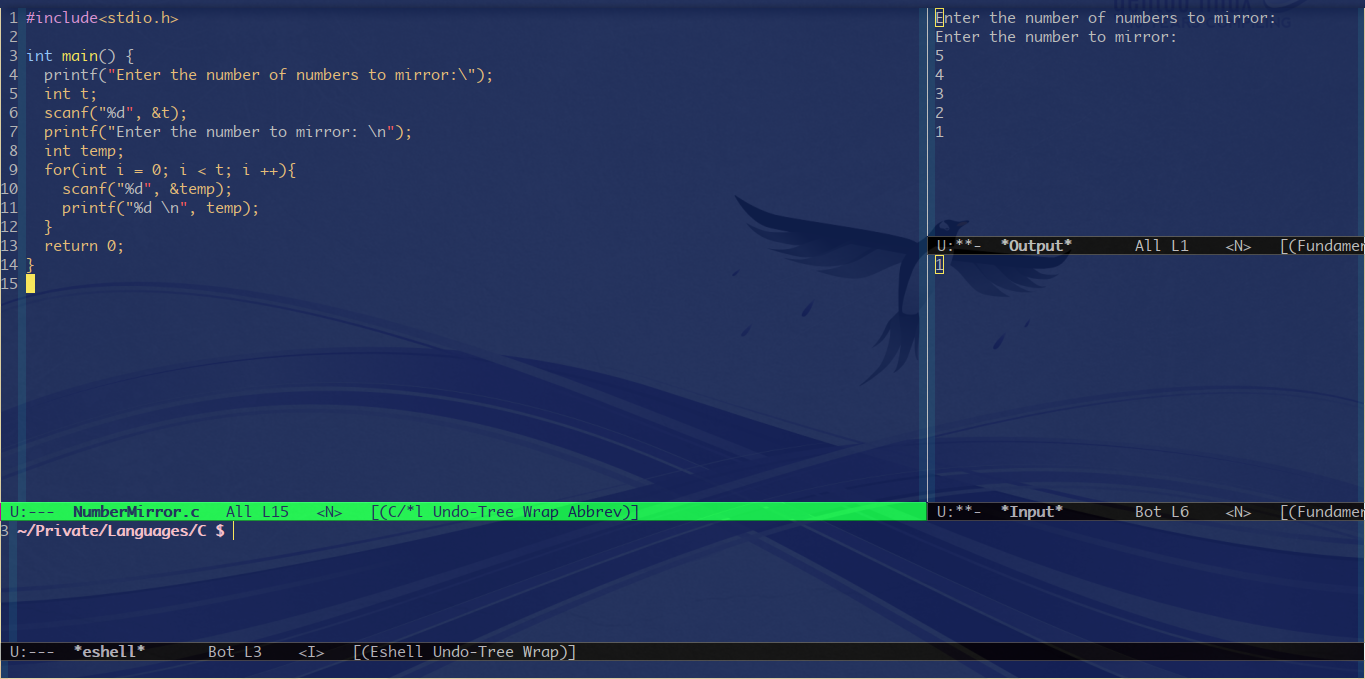 1 #include<stdio.h>
2
3 int main() {
4   printf("Enter the number of numbers to mirror:\");
5   int t;
6   scanf("%d", &t);
7   printf("Enter the number to mirror: \n");
8   int temp;
9   for(int i = 0; i < t; i ++){
10     scanf("%d", &temp);
11     printf("%d \n", temp);
12   }
13   return 0;
14 }
15
U:--- NumberMirror.c All L15 <N> [(C/*l Undo-Tree Wrap Abbrev)]
3 ~/Private/Languages/C $
U:--- *eshell* Bot L3 <I> [(Eshell Undo-Tree Wrap)]
Enter the number of numbers to mirror:
Enter the number to mirror:
5
4
3
2
1
U:**- *Output* All L1 <N> [(Fundamer
1
U:**- *Input* Bot L6 <N> [(Fundamer